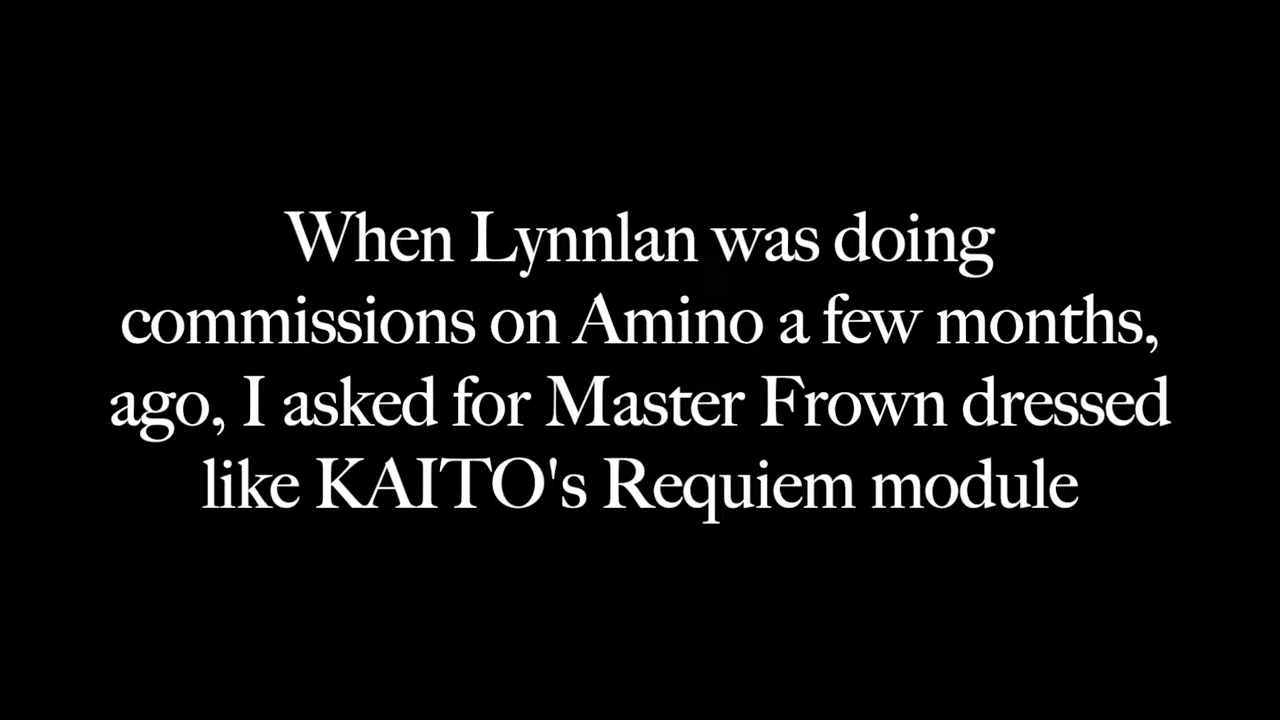 When Lynnlan was doing
commissions on Amino a few months,
ago, I asked for Master Frown dressed
like KAITO's Requiem module